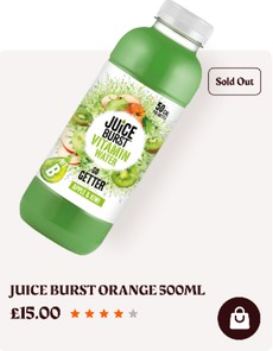 Sold Out
JUICE
BURST
VITAMIN
WATER
GO
GETTER
APPLE & KIWI
B
JUICE BURST ORANGE 500ML
£15.00